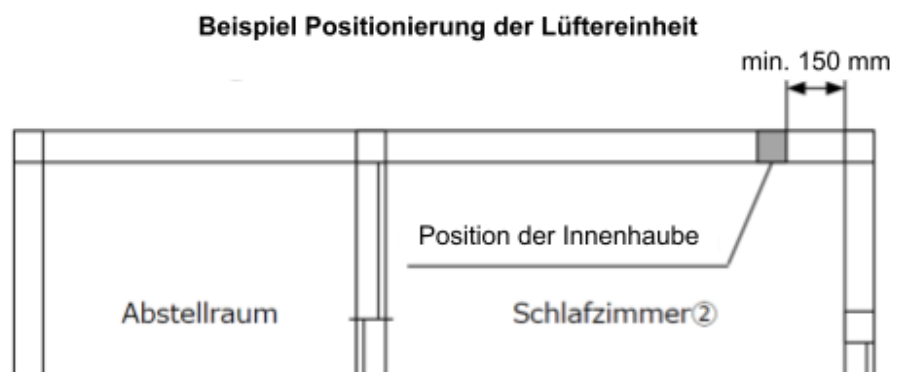 Beispiel Positionierung der Lüftereinheit
min. 150 mm
Position der Innenhaube
Abstellraum
Schlafzimmer②